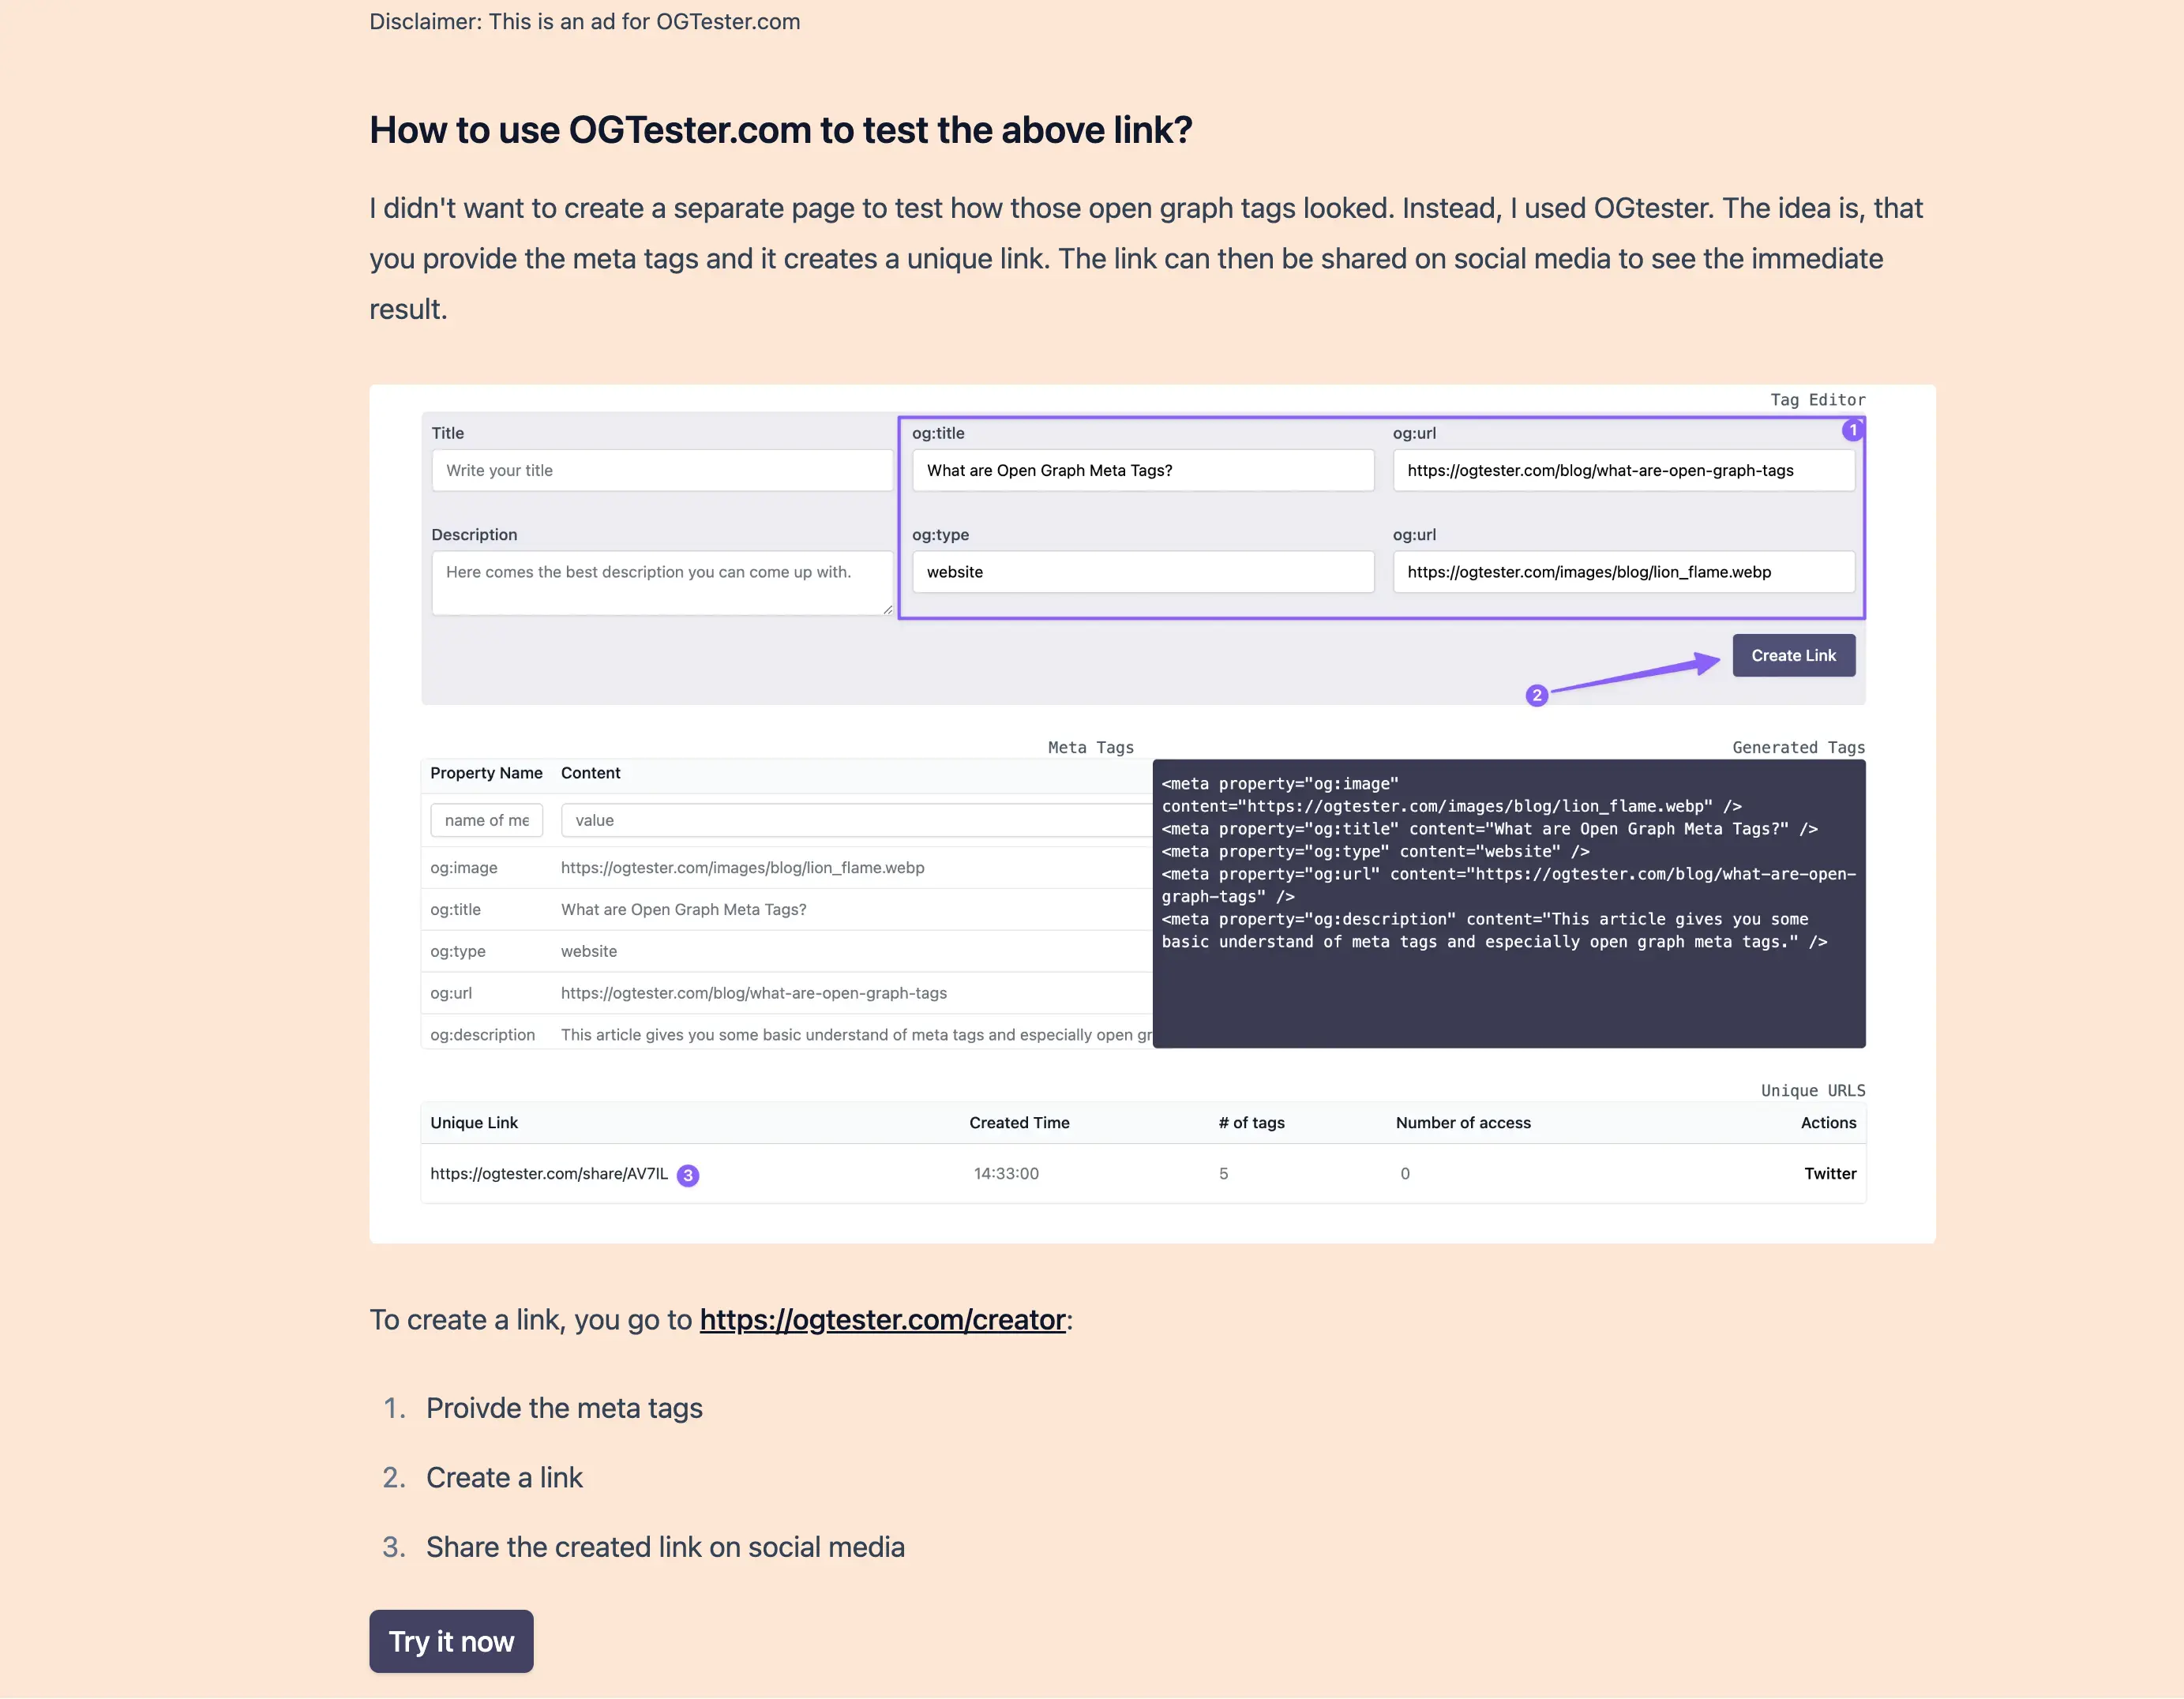 Disclaimer: This is an ad for OGTester.com
How to use OGTester.com to test the above link?
I didn't want to create a separate page to test how those open graph tags looked. Instead, I used OGtester. The idea is, that
you provide the meta tags and it creates a unique link. The link can then be shared on social media to see the immediate
result.
Tag Editor
Title
og:title
og:url
1
Write your title
What are Open Graph Meta Tags?
https://ogtester.com/blog/what-are-open-graph-tags
Description
og:type
og:url
Here comes the best description you can come up with.
website
https://ogtester.com/images/blog/lion_flame.webp
Create Link
2
Meta Tags
Property Name
Content
name of me
value
og:image
https://ogtester.com/images/blog/lion_flame.webp
og:title
What are Open Graph Meta Tags?
og:type
website
og:url
https://ogtester.com/blog/what-are-open-graph-tags
og:description
This article gives you some basic understand of meta tags and especially open gr
Generated Tags
<meta property="og:image"
content="https://ogtester.com/images/blog/lion_flame.webp" />
<meta property="og:title" content="What are Open Graph Meta Tags?" />
<meta property="og:type" content="website" />
<meta property="og:url" content="https://ogtester.com/blog/what-are-open-
graph-tags" />
<meta property="og:description" content="This article gives you some
basic understand of meta tags and especially open graph meta tags." />
Unique URLS
Unique Link
Created Time
# of tags
Number of access
Actions
https://ogtester.com/share/AV7IL
3
14:33:00
5
0
Twitter
To create a link, you go to https://ogtester.com/creator:
1. Proivde the meta tags
2. Create a link
3. Share the created link on social media
Try it now